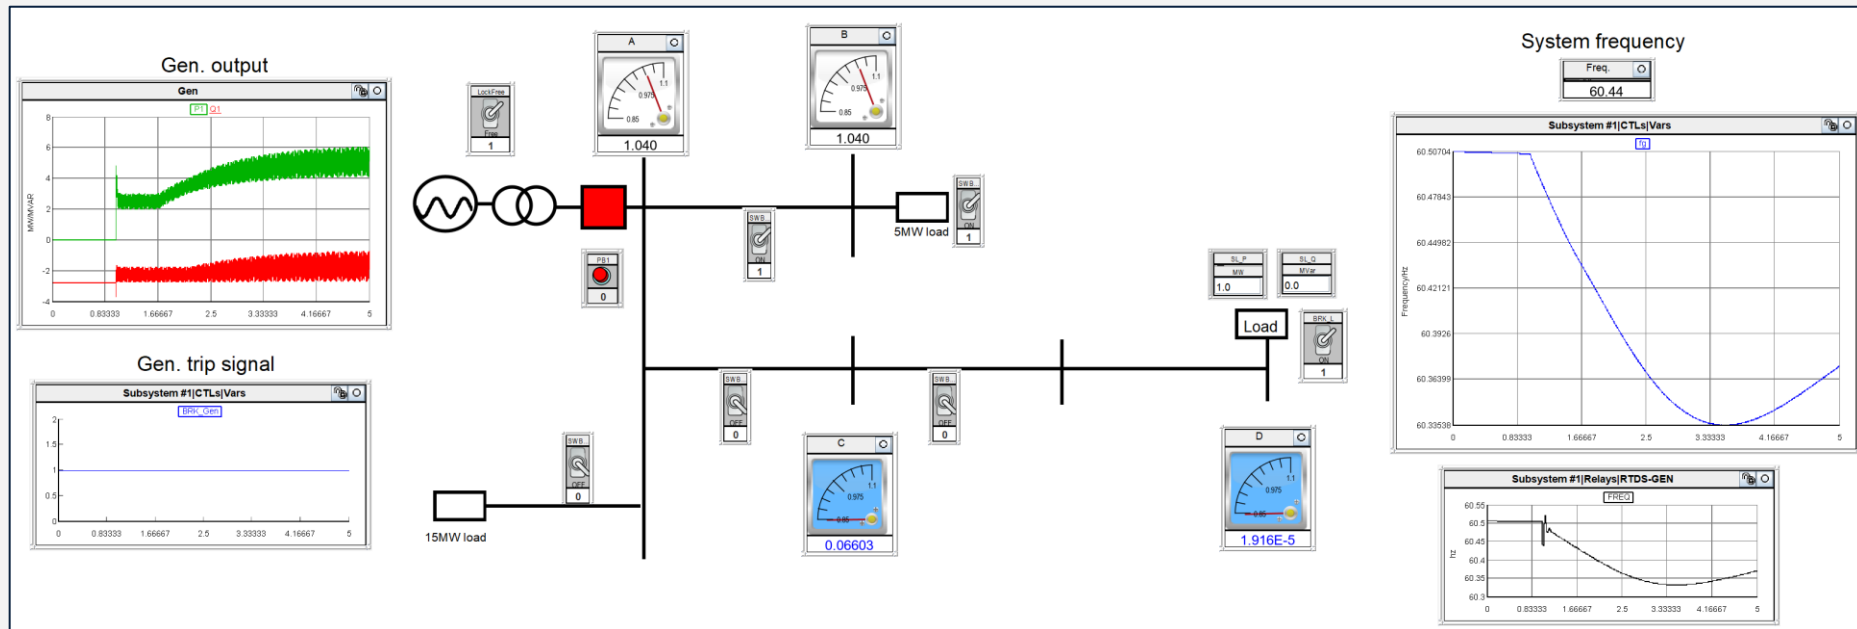 Gen. output
Gen
P1 Q1
MW/MVAR
8
6
4
2
0
-2
-4
0 0.83333 1.66667 2.5 3.33333 4.16667 5
Gen. trip signal
Subsystem #1|CTLs|Vars
BRK_Gen
2
1.5
1
0.5
0
0 0.83333 1.66667 2.5 3.33333 4.16667 5
LockFree
Free
1
A
1.1
0.975
0.85
1.040
B
1.1
0.975
0.85
1.040
SWB...
ON
1
5MW load
SWB...
ON
1
PB1
0
SL_P
MW
1.0
SL_Q
MVar
0.0
Load
BRK_L
ON
1
SWB...
OFF
0
SWB...
OFF
0
SWB...
OFF
0
15MW load
C
1.1
0.975
0.85
0.06603
D
1.1
0.975
0.85
1.916E-5
System frequency
Freq.
60.44
Subsystem #1|CTLs|Vars
fg
Frequency/Hz
60.50704
60.47843
60.44982
60.42121
60.3926
60.36399
60.33538
0 0.83333 1.66667 2.5 3.33333 4.16667 5
Subsystem #1|Relays|RTDS-GEN
FREQ
hz
60.55
60.5
60.45
60.4
60.35
60.3
0 0.83333 1.66667 2.5 3.33333 4.16667 5